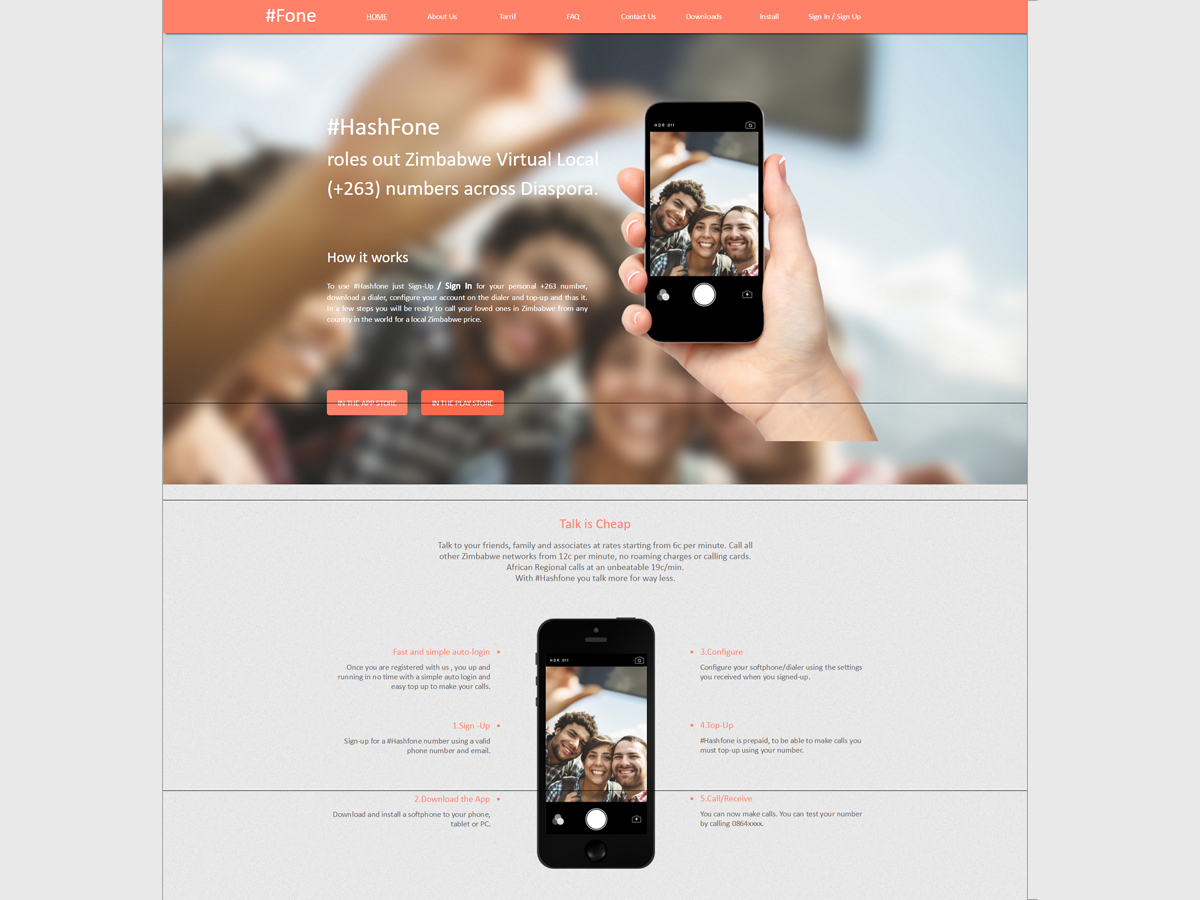 #Fone
HOME
About Us
Tarrif
FAQ
Contact Us
Downloads
Install
Sign In / Sign Up
#HashFone
roles out Zimbabwe Virtual Local
(+263) numbers across Diaspora.
How it works
To use #Hashfone just Sign-Up / Sign In for your personal +263 number,
download a dialer, configure your account on the dialer and top-up and thas it.
In a few steps you will be ready to call your loved ones in Zimbabwe from any
country in the world for a local Zimbabwe price.
HDR Off
IN THE APP STORE
IN THE PLAY STORE
Talk is Cheap
Talk to your friends, family and associates at rates starting from 6c per minute. Call all
other Zimbabwe networks from 12c per minute, no roaming charges or calling cards.
African Regional calls at an unbeatable 19c/min.
With #Hashfone you talk more for way less.
Fast and simple auto-login
Once you are registered with us , you up and
running in no time with a simple auto login and
easy top up to make your calls.
1.Sign -Up
Sign-up for a #Hashfone number using a valid
phone number and email.
2.Download the App
Download and install a softphone to your phone,
tablet or PC.
HDR Off
3.Configure
Configure your softphone/dialer using the settings
you received when you signed-up.
4.Top-Up
#Hashfone is prepaid, to be able to make calls you
must top-up using your number.
5.Call/Receive
You can now make calls. You can test your number
by calling 0864xxxx.